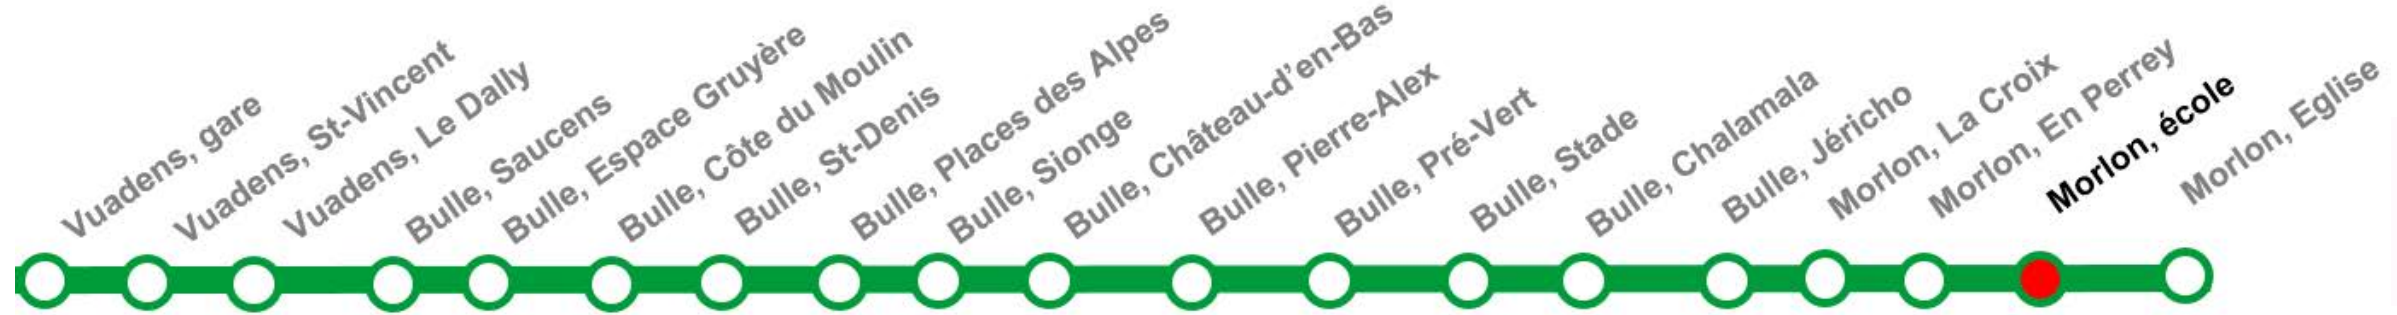 Vuadens, gare
Vuadens, St-Vincent
Vuadens, Le Dally
Bulle, Saucens
Bulle, Espace Gruyère
Bulle, Côte du Moulin
Bulle, St-Denis
Bulle, Places des Alpes
Bulle, Sionge
Bulle, Château-d’en-Bas
Bulle, Pierre-Alex
Bulle, Pré-Vert
Bulle, Stade
Bulle, Chalamala
Bulle, Jéricho
Morlon, La Croix
Morlon, En Perrey
Morlon, école
Morlon, Eglise